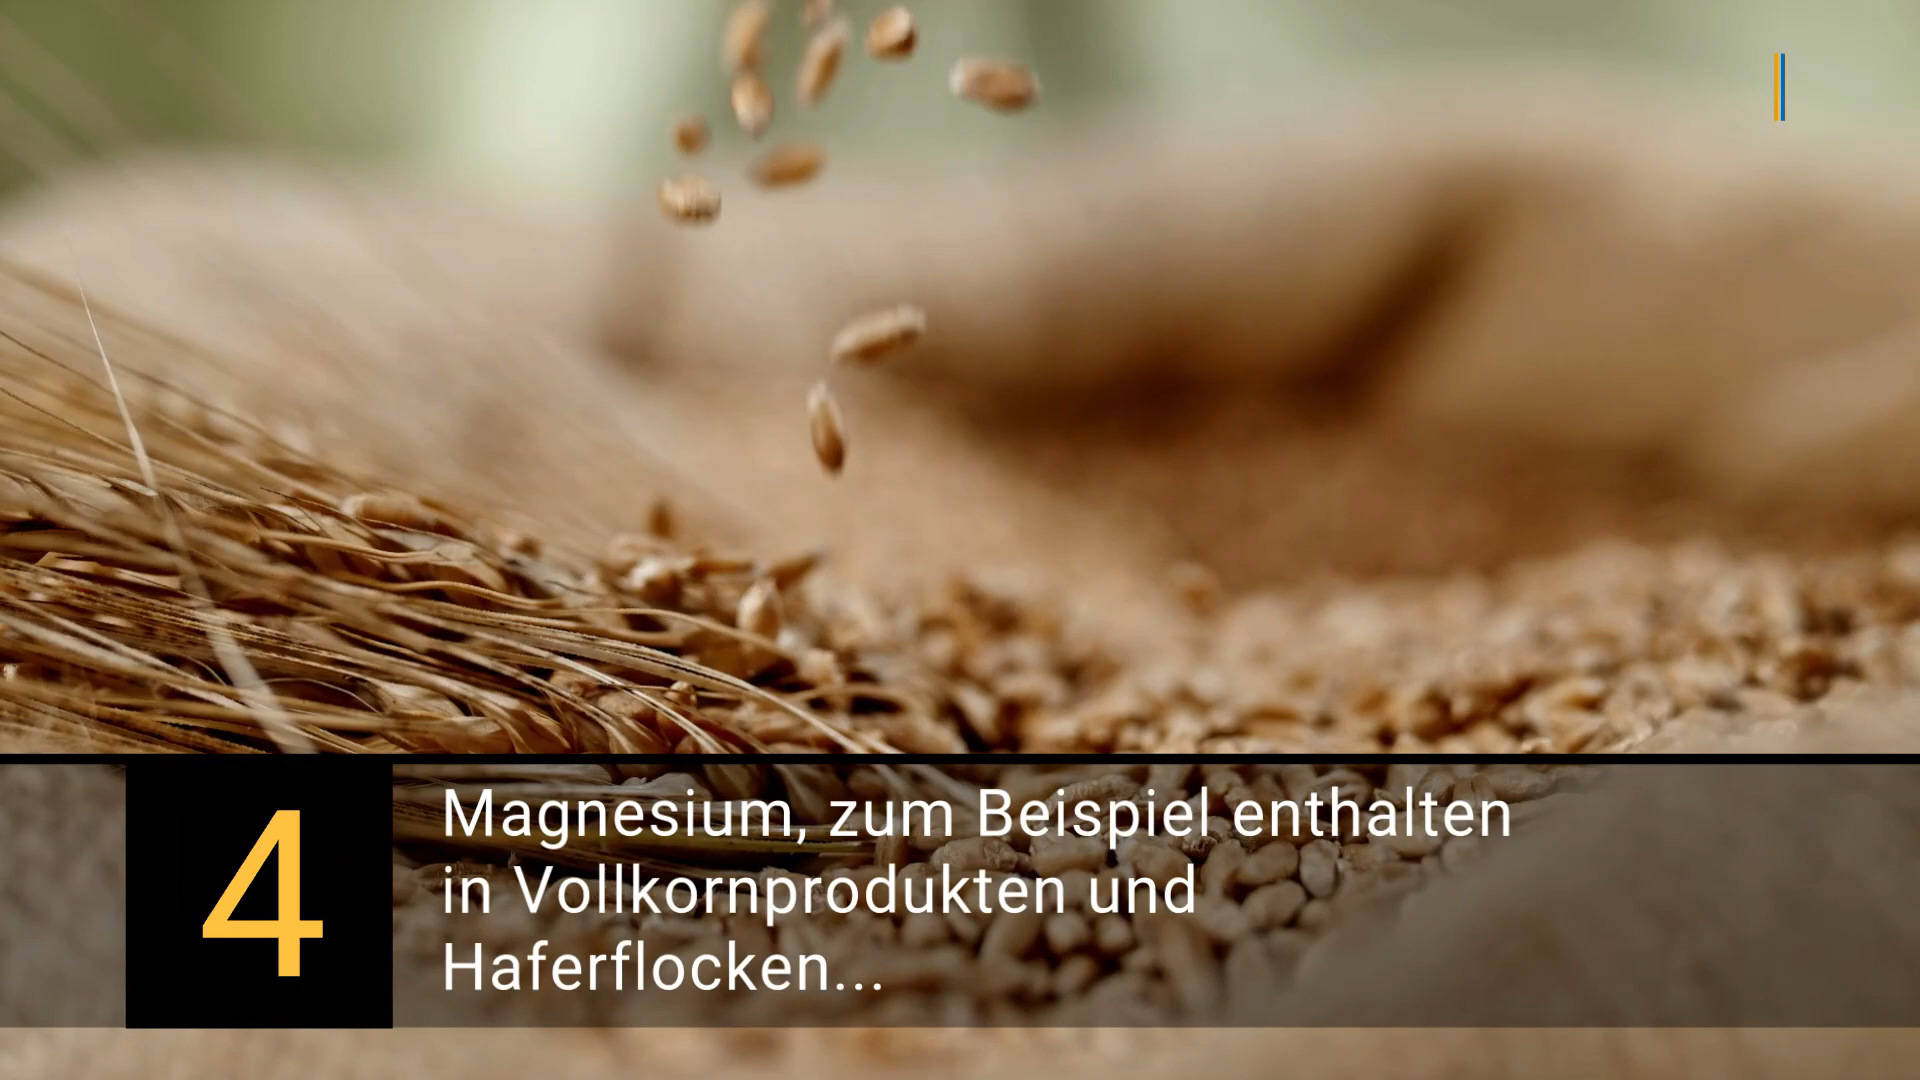 4
Magnesium, zum Beispiel enthalten
in Vollkornprodukten und
Haferflocken...